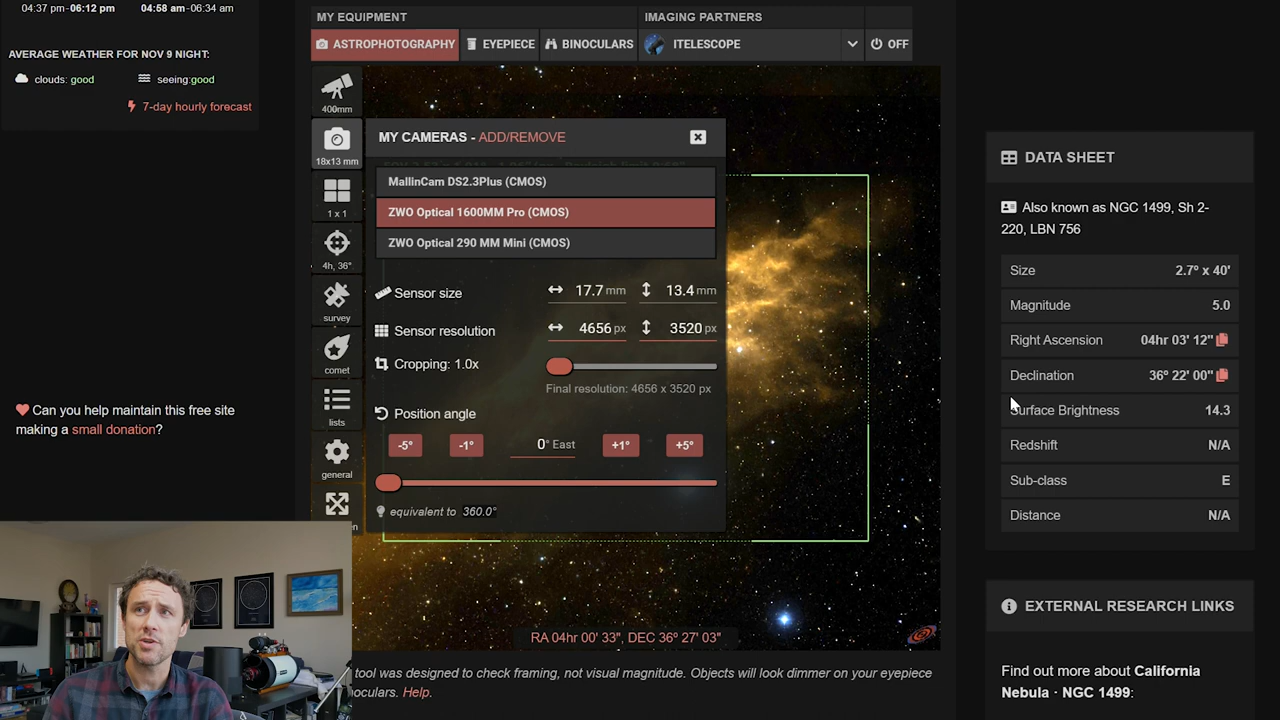 04:37 pm-06:12 pm 04:58 am-06:34 am
AVERAGE WEATHER FOR NOV 9 NIGHT:
clouds: good seeing:good
7-day hourly forecast
Can you help maintain this free site
making a small donation?
MY EQUIPMENT
IMAGING PARTNERS
ASTROPHOTOGRAPHY EYEPIECE BINOCULARS ITELESCOPE OFF
400mm
18x13 mm
1 x 1
4h, 36°
survey
comet
lists
general
MY CAMERAS - ADD/REMOVE
MallinCam DS2.3Plus (CMOS)
ZWO Optical 1600MM Pro (CMOS)
ZWO Optical 290 MM Mini (CMOS)
Sensor size 17.7 mm 13.4 mm
Sensor resolution 4656 px 3520 px
Cropping: 1.0x
Final resolution: 4656 x 3520 px
Position angle
-5° -1° 0° East +1° +5°
equivalent to 360.0°
RA 04hr 00' 33", DEC 36° 27' 03"
tool was designed to check framing, not visual magnitude. Objects will look dimmer on your eyepiece
Help.
DATA SHEET
Also known as NGC 1499, Sh 2-
220, LBN 756
Size 2.7º x 40'
Magnitude 5.0
Right Ascension 04hr 03' 12"
Declination 36º 22' 00"
Surface Brightness 14.3
Redshift N/A
Sub-class E
Distance N/A
EXTERNAL RESEARCH LINKS
Find out more about California
Nebula · NGC 1499: